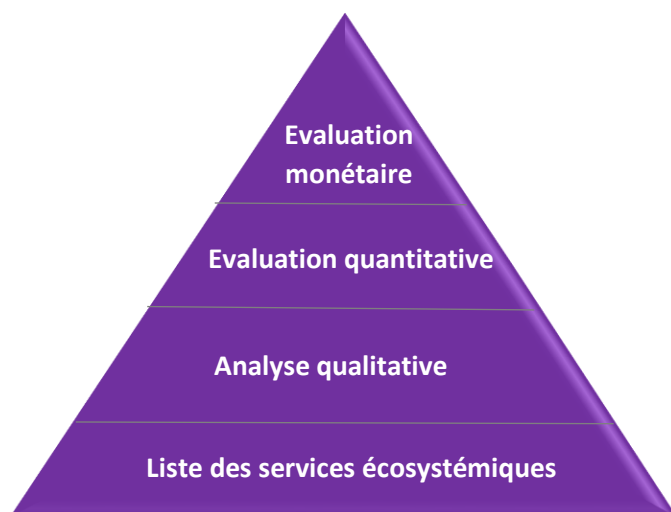 Evaluation
monétaire
Evaluation quantitative
Analyse qualitative
Liste des services écosystémiques